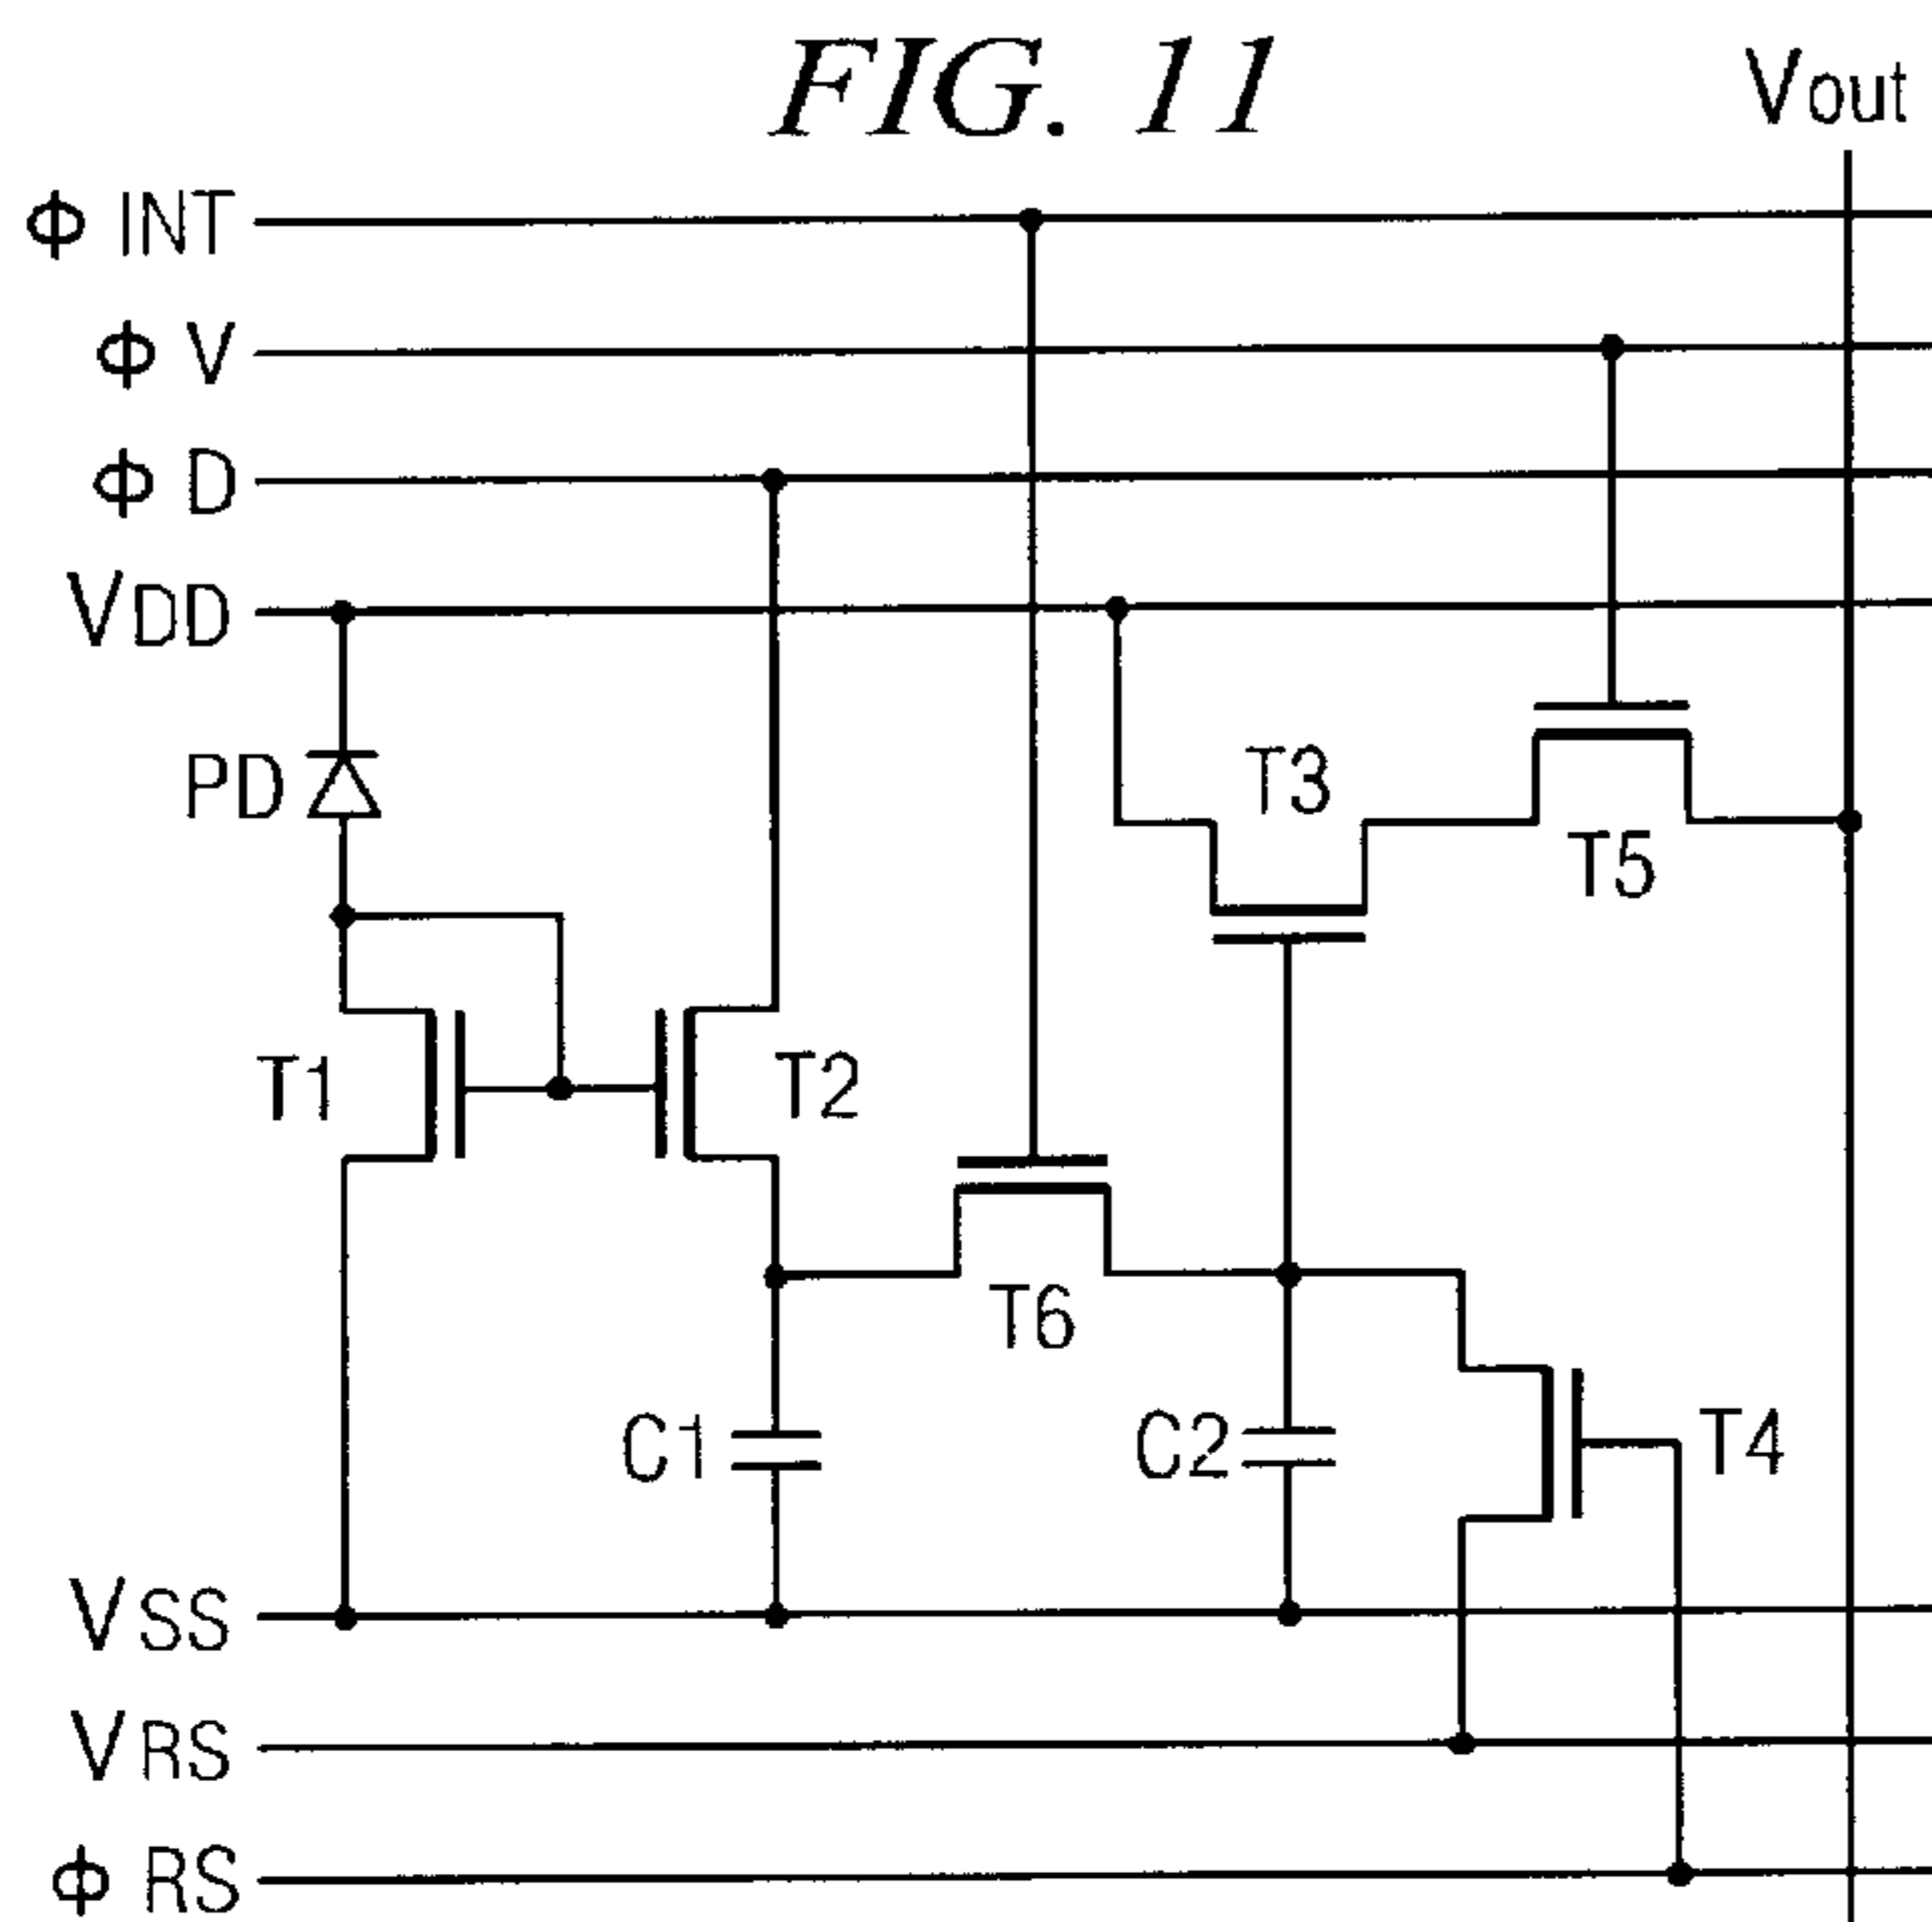 FIG. 11
Vout
Φ INT
Φ V
Φ D
VDD
PD
T3
T5
T1
T2
T6
C1
C2
T4
VSS
VRS
Φ RS